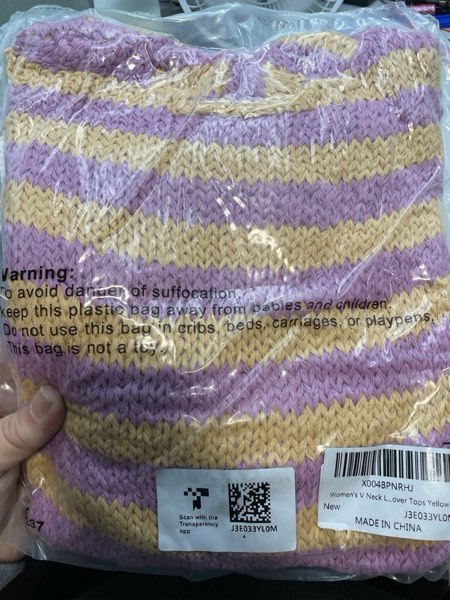 Warning:
To avoid danger of suffocation,
keep this plastic bag away from babies and children.
Do not use this bag in cribs, beds, carriages, or playpens.
This bag is not a toy.
X0048PNRHJ
Women's V Neck L...over Tops Yellow
New
J3E033YL0M
MADE IN CHINA
Scan with the
Transparency
app
J3E033YL0M
37